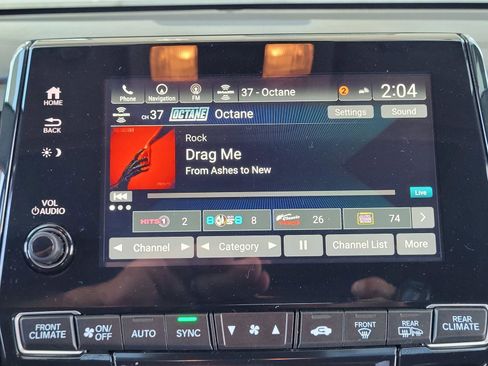 Phone Navigation FM SiriusXM 37 - Octane 2 2:04
HOME
CH 37 OCTANE Octane Settings Sound
BACK
Rock
Drag Me
From Ashes to New
VOL
AUDIO
Live
HITS1 2 8 26 74
Channel Category Channel List More
FRONT CLIMATE ON/OFF AUTO SYNC FRONT REAR REAR CLIMATE